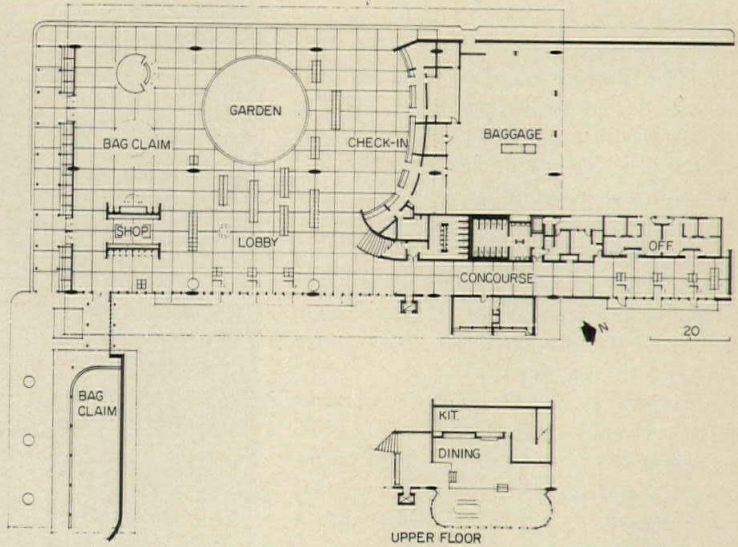 GARDEN
CHECK-IN
BAGGAGE
BAG CLAIM
SHOP
LOBBY
OFF.
CONCOURSE
N
20
BAG
CLAIM
KIT.
DINING
UPPER FLOOR